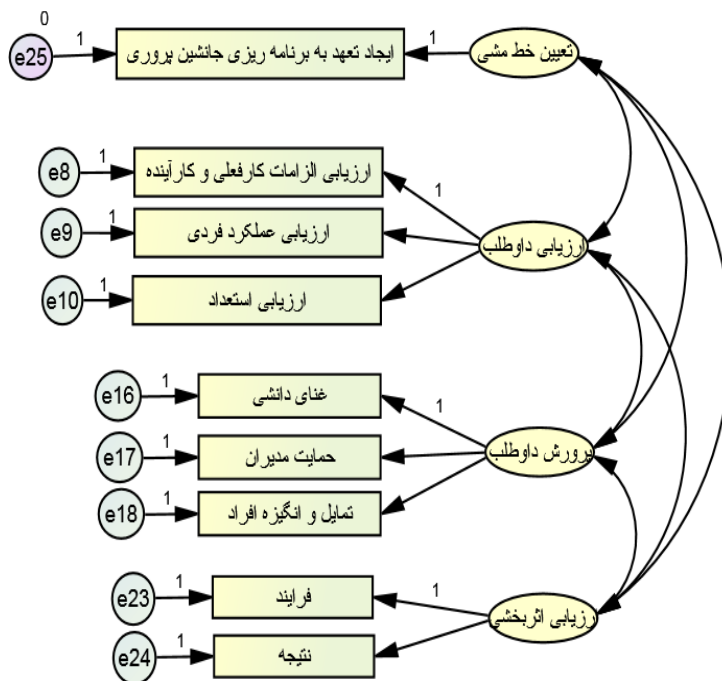 0
e25
1
ایجاد تعهد به برنامه ریزی جانشین پروری
1
تعیین خط مشی
e8
1
ارزیابی الزامات کارفعلی و کارآینده
1
e9
1
ارزیابی عملکرد فردی
ارزیابی داوطلب
e10
1
ارزیابی استعداد
e16
1
غنای دانشی
1
e17
1
حمایت مدیران
پرورش داوطلب
e18
1
تمایل و انگیزه افراد
e23
1
فرایند
1
رزیابی اثربخشی
e24
1
نتیجه